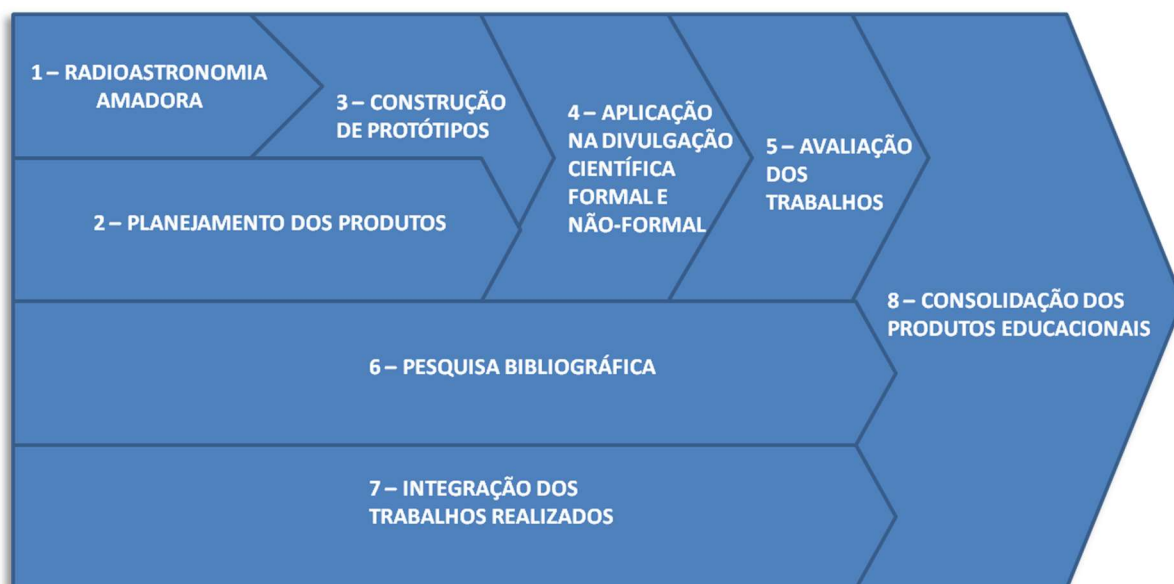 1 – RADIOASTRONOMIA
AMADORA
2 – PLANEJAMENTO DOS PRODUTOS
3 – CONSTRUÇÃO
DE PROTÓTIPOS
4 – APLICAÇÃO
NA DIVULGAÇÃO
CIENTÍFICA
FORMAL E
NÃO-FORMAL
5 – AVALIAÇÃO
DOS
TRABALHOS
6 – PESQUISA BIBLIOGRÁFICA
7 – INTEGRAÇÃO DOS
TRABALHOS REALIZADOS
8 – CONSOLIDAÇÃO DOS
PRODUTOS EDUCACIONAIS